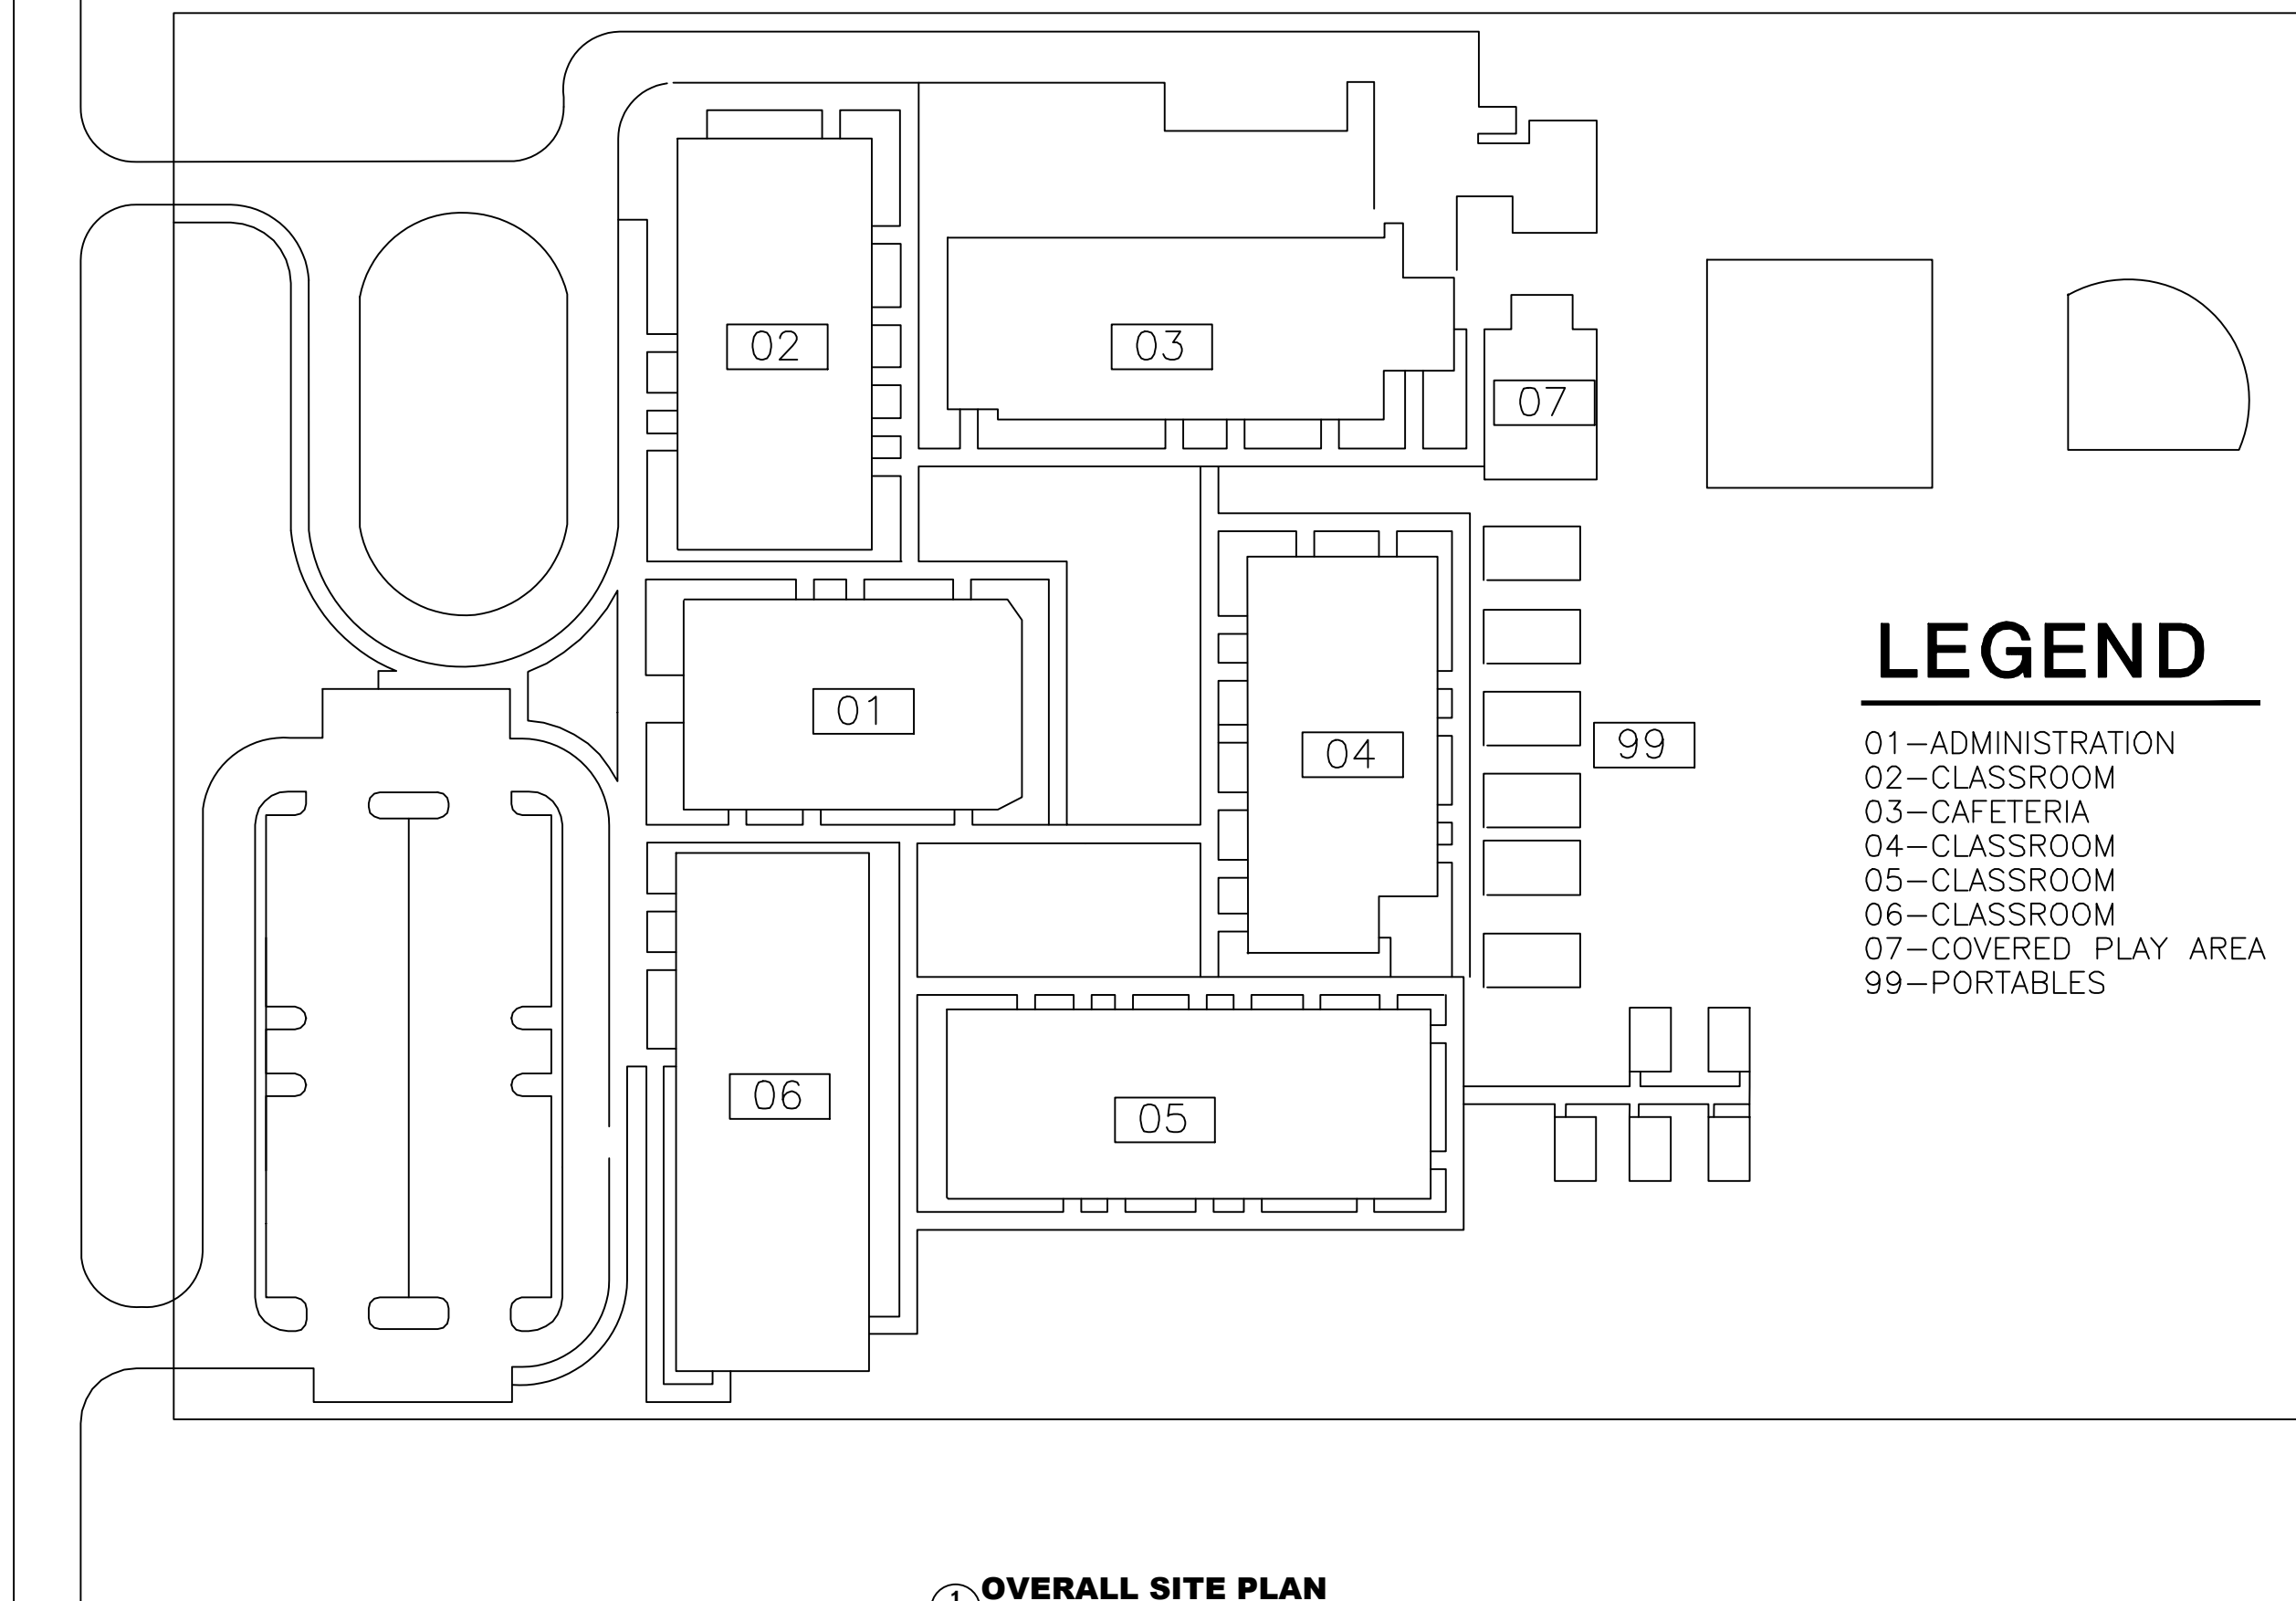 02
03
07
01
04
99
06
05
LEGEND
01-ADMINISTRATION
02-CLASSROOM
03-CAFETERIA
04-CLASSROOM
05-CLASSROOM
06-CLASSROOM
07-COVERED PLAY AREA
99-PORTABLES
1
OVERALL SITE PLAN